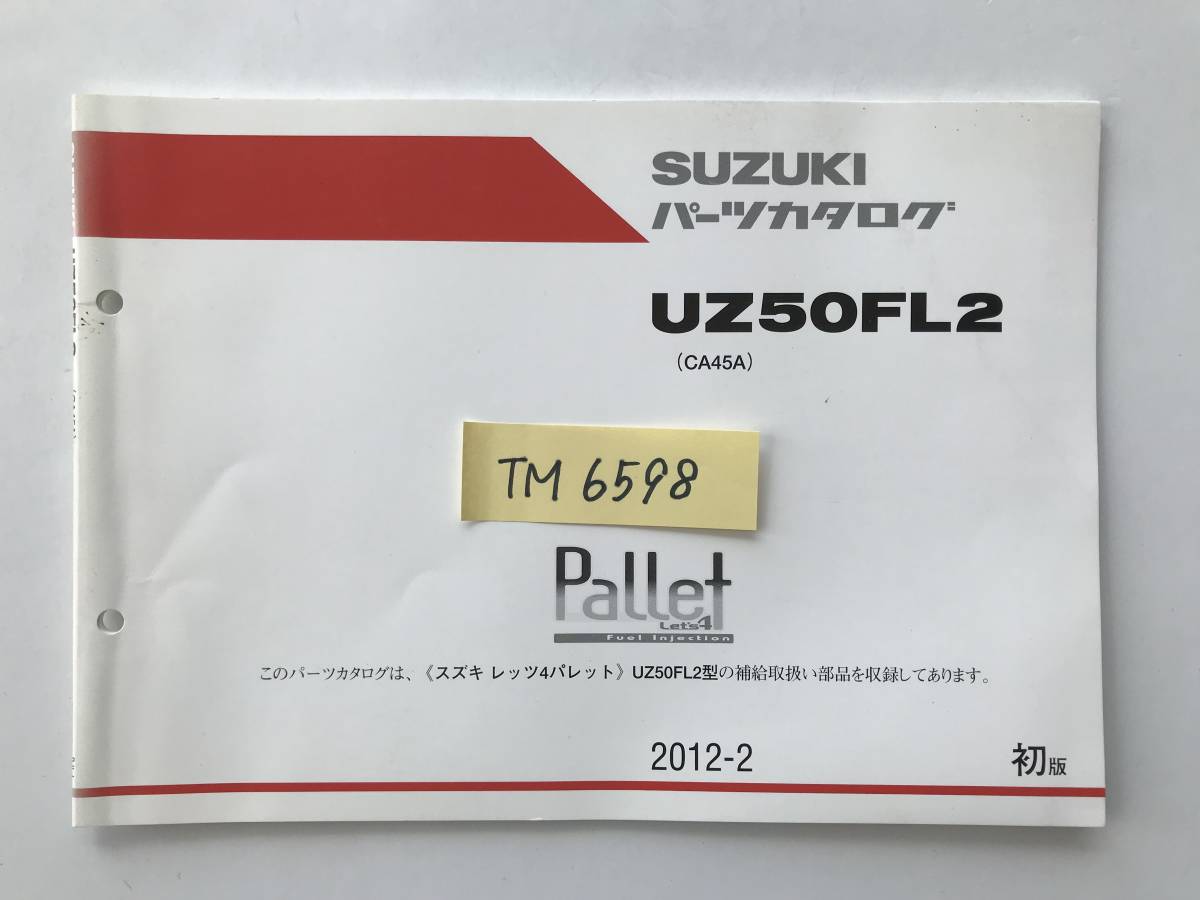 SUZUKI
パーツカタログ
UZ50FL2
(CA45A)
TM 6598
Pallet
Let's4
Fuel Injection
このパーツカタログは、《スズキ レッツ4パレット》UZ50FL2型の補給取扱い部品を収録してあります。
2012-2
初版